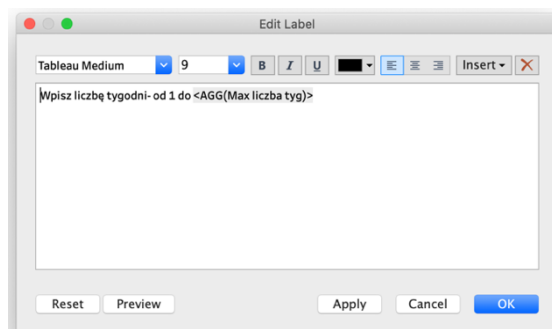 Edit Label
Tableau Medium 9 B I U Insert
Wpisz liczbę tygodni- od 1 do <AGG(Max liczba tyg)>
Reset Preview Apply Cancel OK